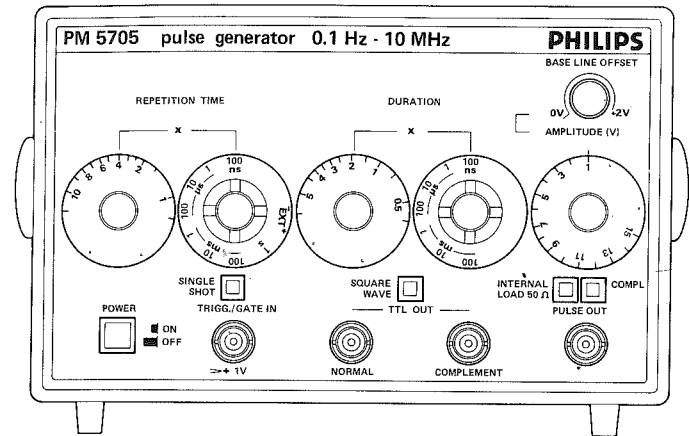 PM 5705 pulse generator 0.1 Hz - 10 MHz PHILIPS
BASE LINE OFFSET
0V +2V
AMPLITUDE (V)
REPETITION TIME DURATION
x x
10 8 6 4 2 1
100 ns 1 10 µs 100 1 10 ms 100 1 s EXT*
5 4 3 2 1 0.5
100 ns 1 10 µs 100 1 10 ms 100
1 3 5 7 9 11 13 15
SINGLE SHOT
SQUARE WAVE
INTERNAL LOAD 50 Ω
COMPL
POWER
ON
OFF
TRIGG./GATE IN
TTL OUT
PULSE OUT
≥+ 1V
NORMAL
COMPLEMENT